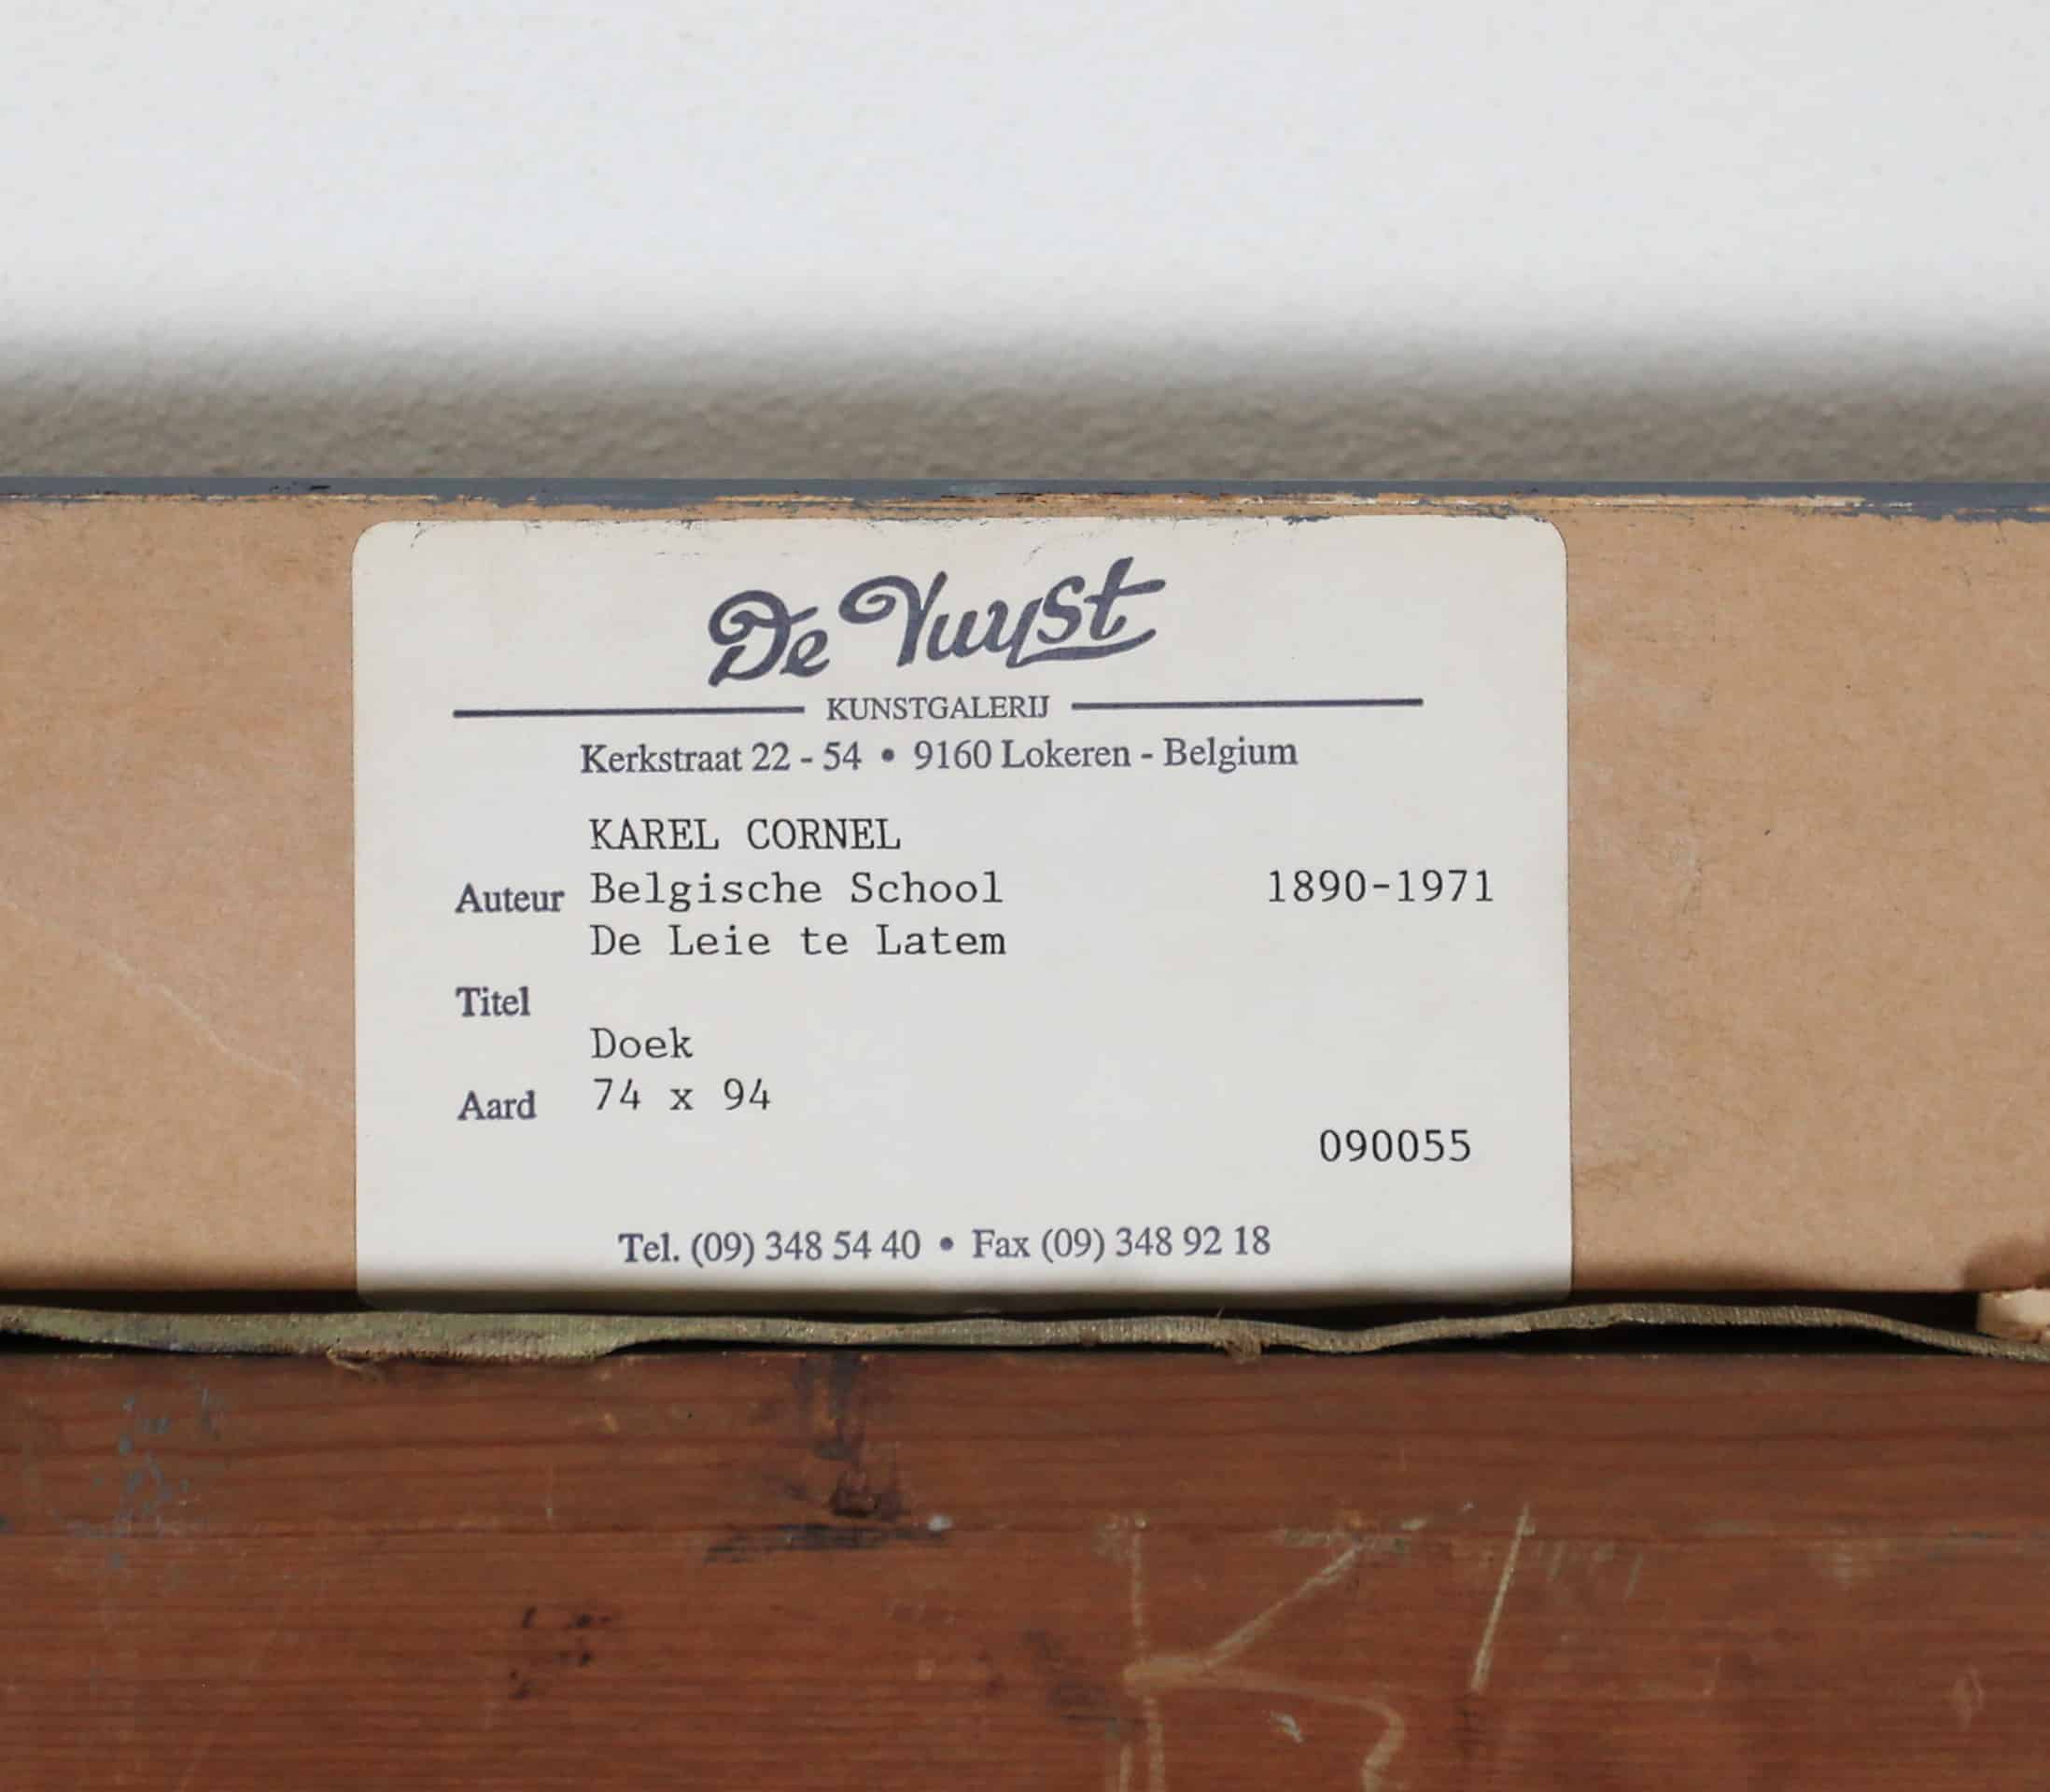 De Vuyst
KUNSTGALERIJ
Kerkstraat 22 - 54 • 9160 Lokeren - Belgium
KAREL CORNEL
Auteur Belgische School 1890-1971
De Leie te Latem
Titel
Doek
Aard 74 x 94
090055
Tel. (09) 348 54 40 • Fax (09) 348 92 18